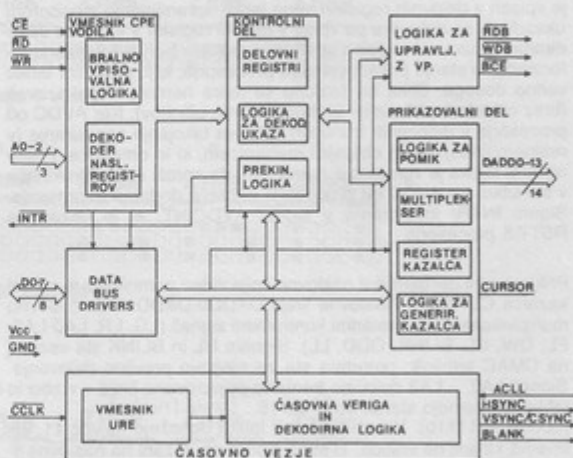 VMESNIK CPE
VODILA
KONTROLNI
DEL
CE
RD
WR
BRALNO
VPISO-
VALNA
LOGIKA
DELOVNI
REGISTRI
LOGIKA ZA
UPRAVLJ.
Z VP.
RDB
WDB
BCE
LOGIKA
ZA DEKOD.
UKAZA
PRIKAZOVALNI DEL
AO-2
3
DEKO-
DER
NASL.
REGIST-
ROV
PREKIN.
LOGIKA
LOGIKA ZA
POMIK
DADDO-13
14
MULTIPLEK-
SER
INTR
REGISTER
KAZALCA
DO-7
8
DATA
BUS
DRIVERS
LOGIKA ZA
GENERIR.
KAZALCA
CURSOR
Vcc
GND
CCLK
VMESNIK
URE
ČASOVNA VERIGA
IN
DEKODIRNA LOGIKA
ČASOVNO VEZJE
ACLL
HSYNC
VSYNC/CSYNC
BLANK